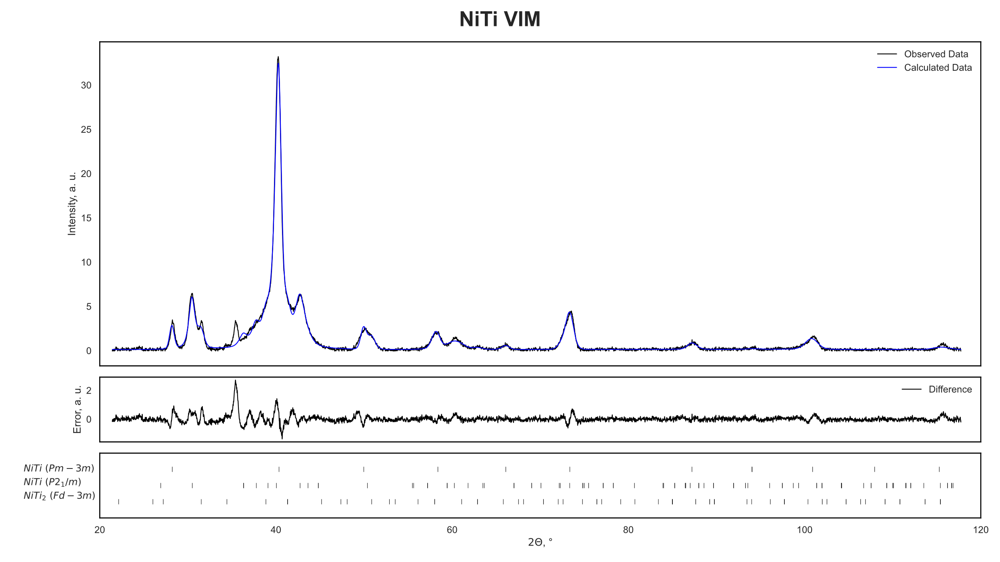 NiTi VIM
Observed Data
Calculated Data
30
25
20
15
10
5
0
Intensity, a. u.
Difference
2
0
Error, a. u.
NiTi (Pm − 3m)
NiTi (P2₁/m)
NiTi₂ (Fd − 3m)
20 40 60 80 100 120
2Θ, °